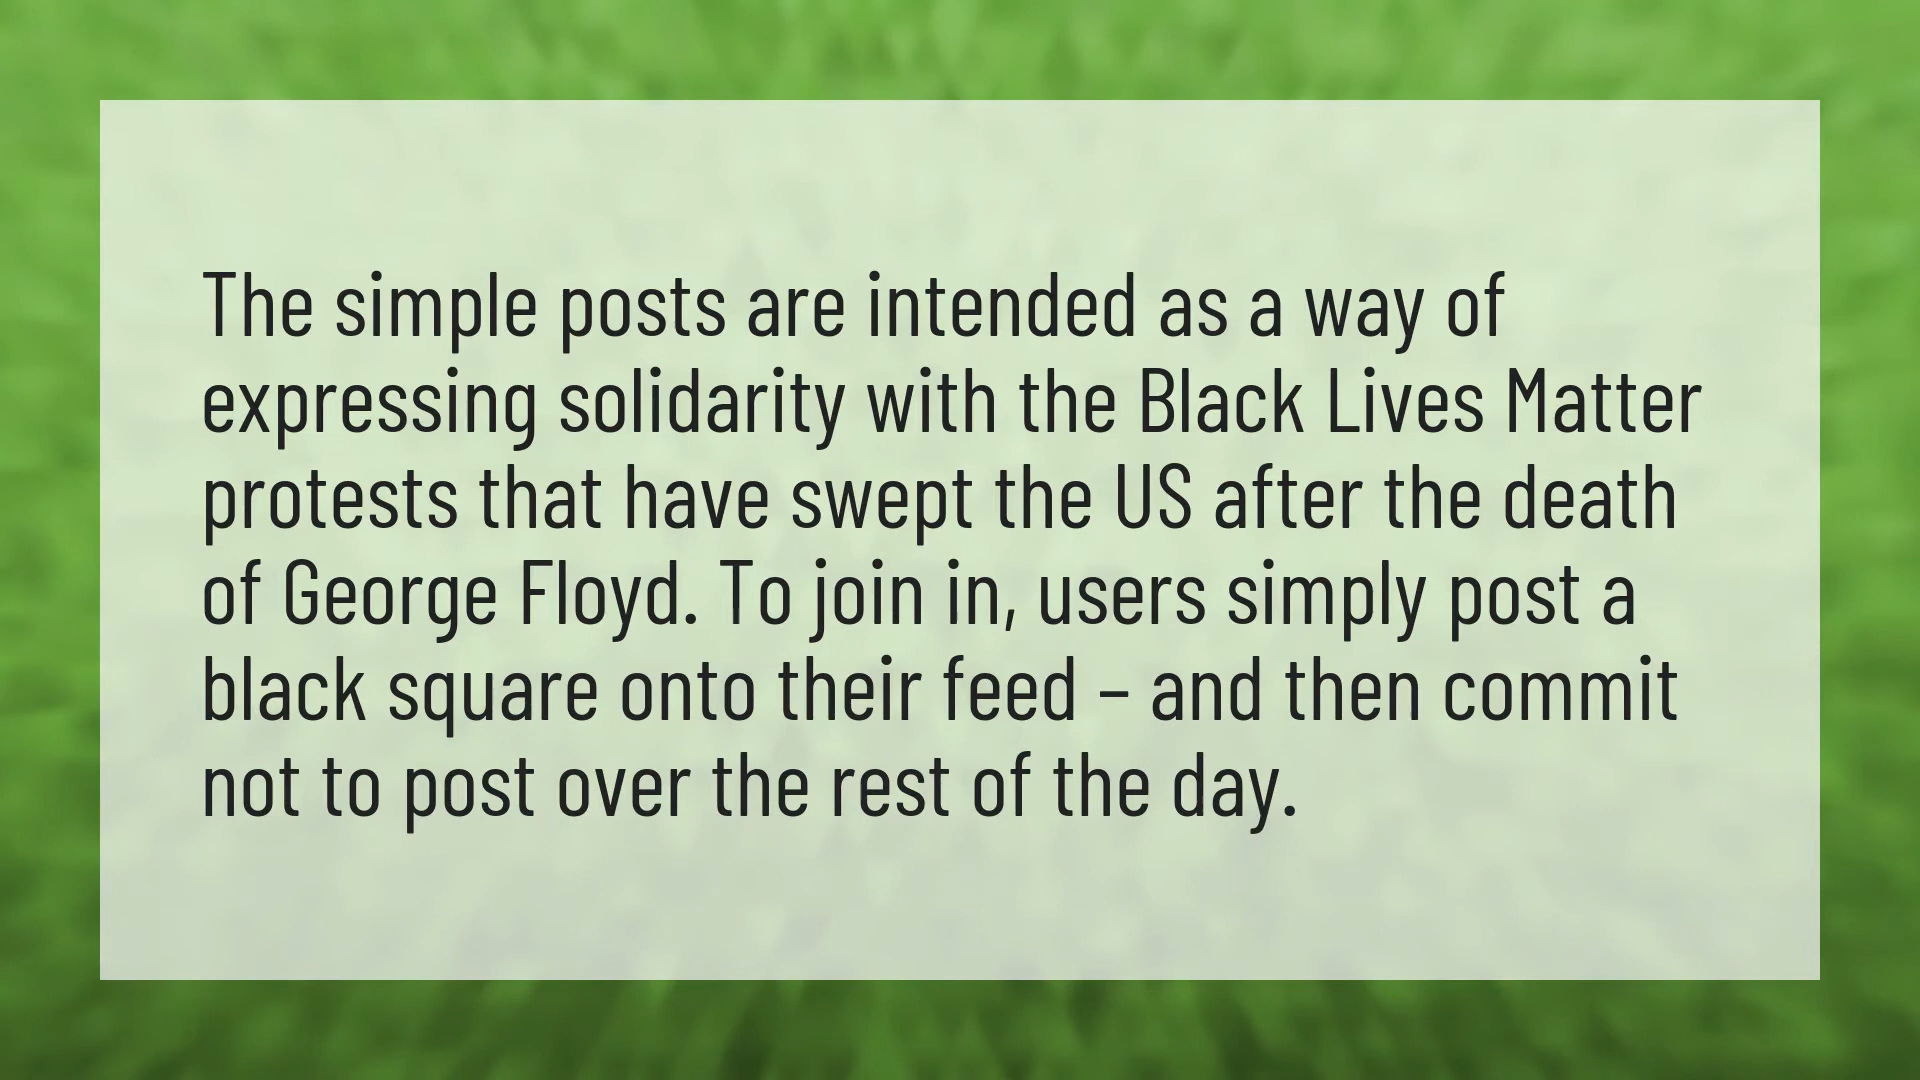 The simple posts are intended as a way of
expressing solidarity with the Black Lives Matter
protests that have swept the US after the death
of George Floyd. To join in, users simply post a
black square onto their feed – and then commit
not to post over the rest of the day.